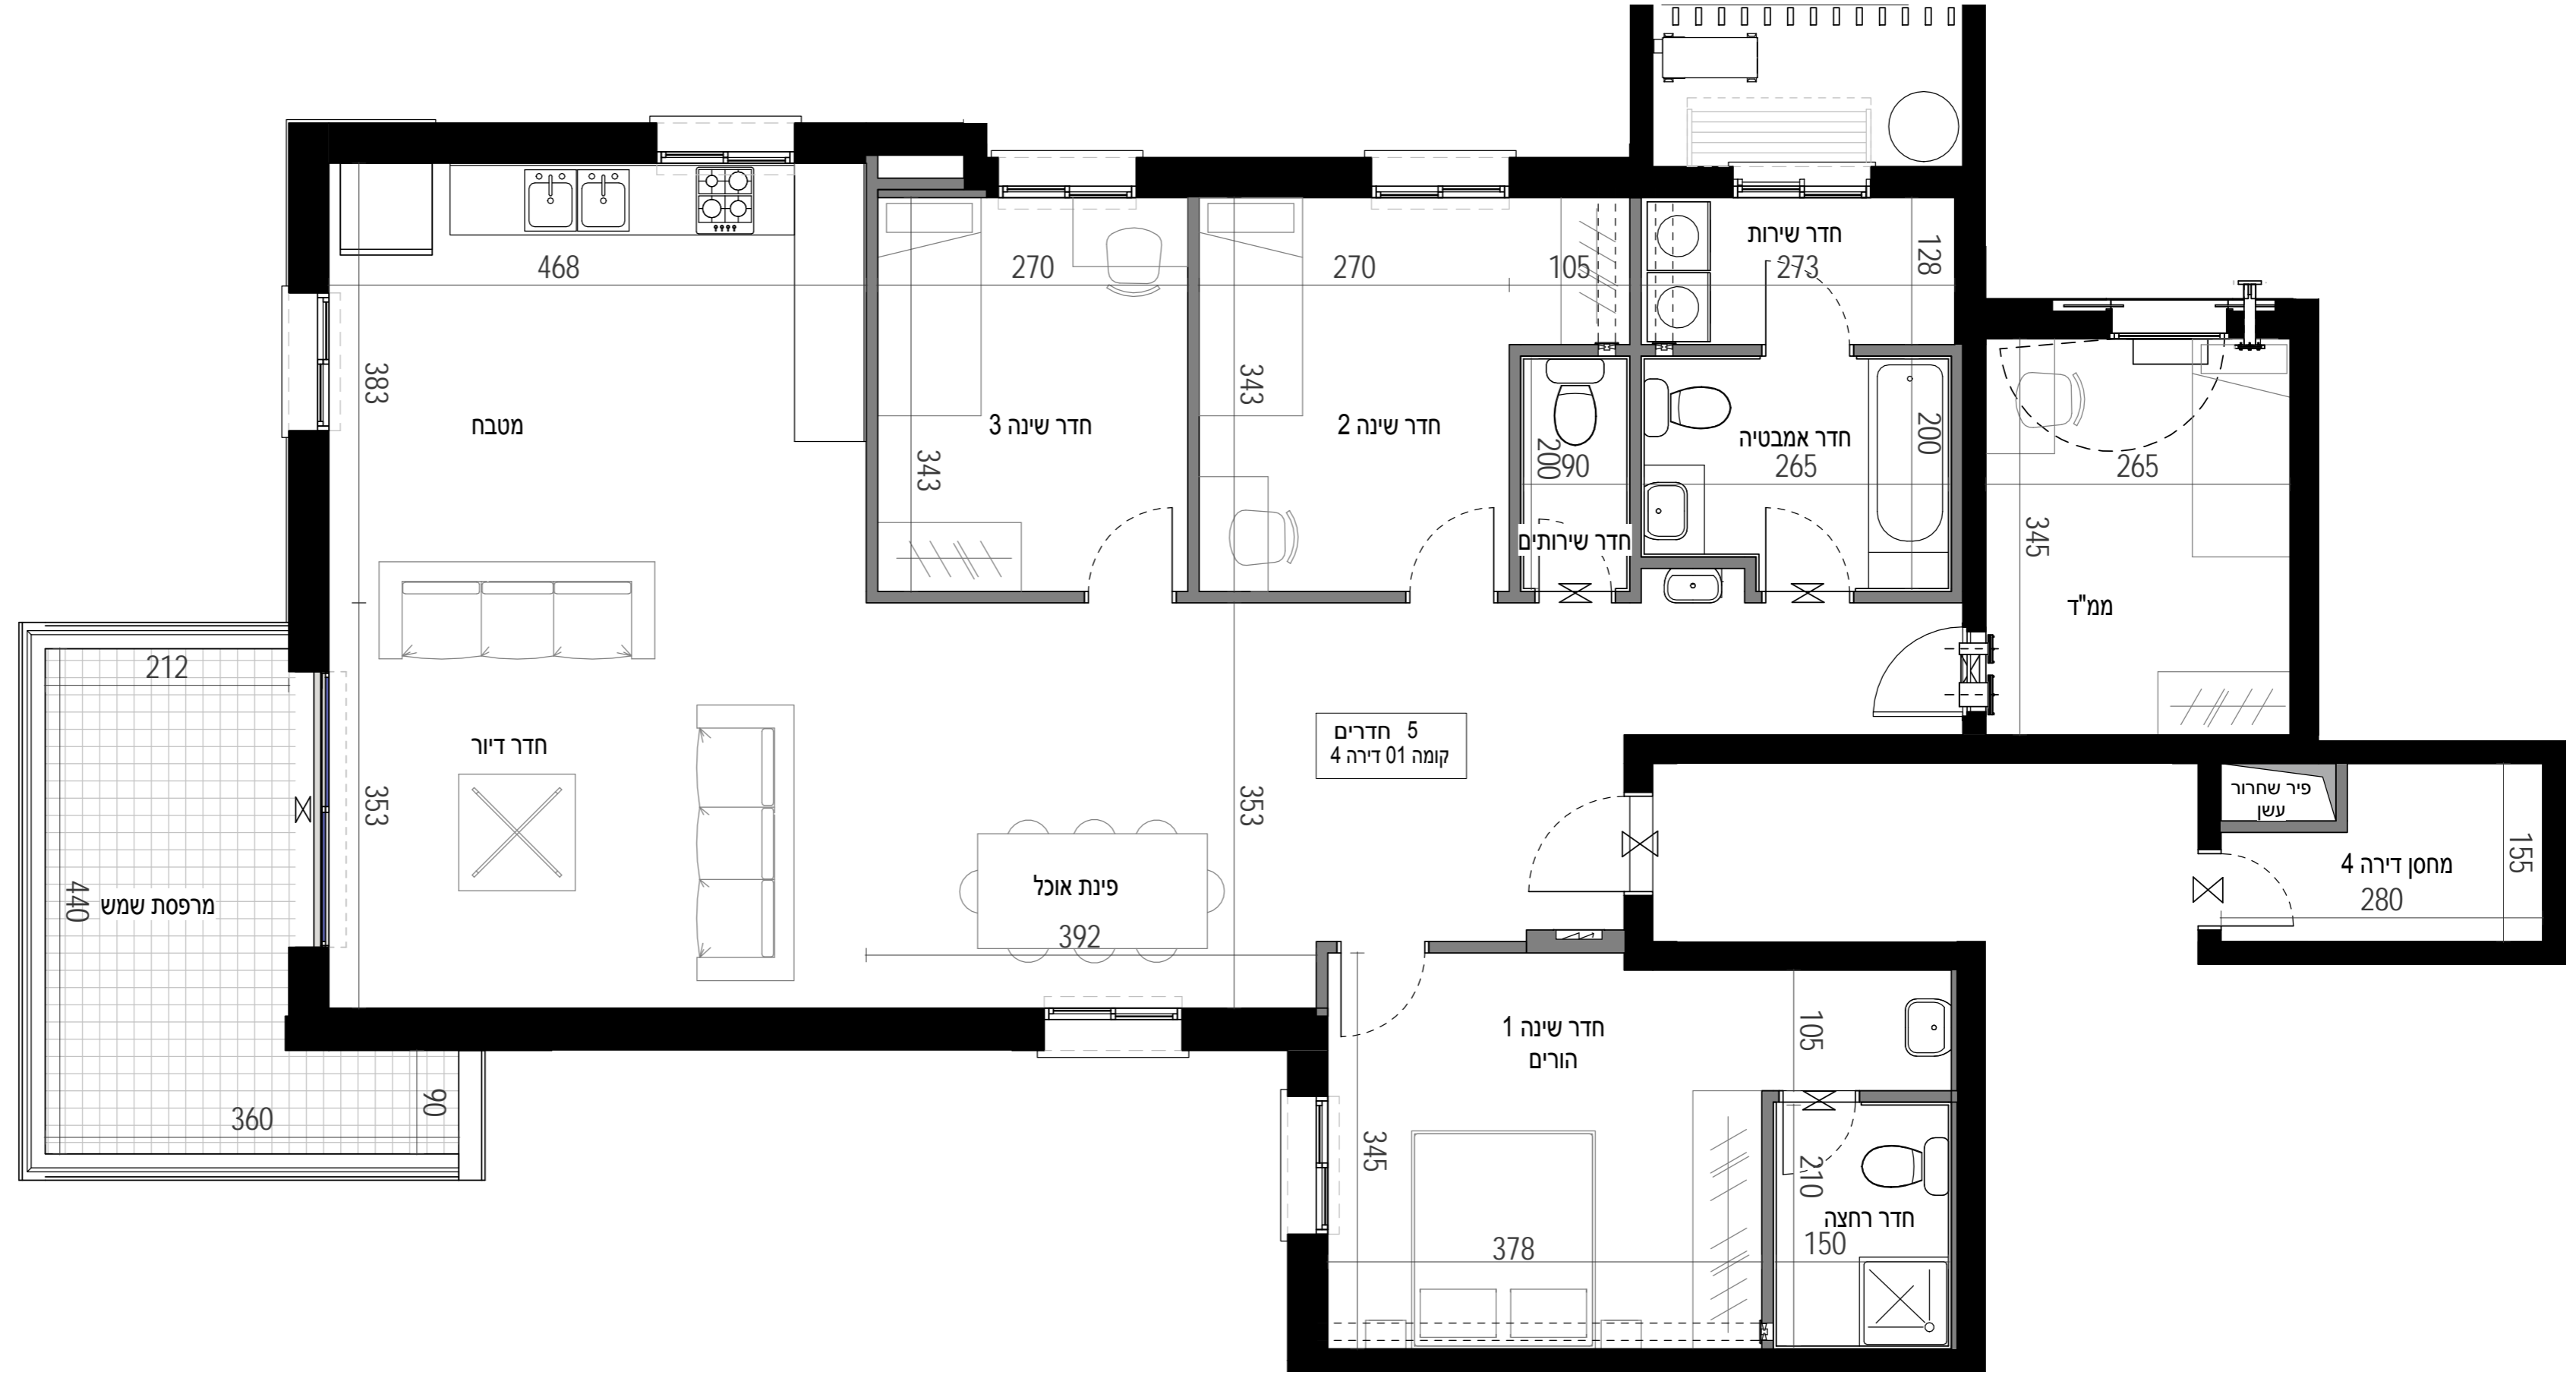 חדר שירות
128
468
270
270
105
273
383
343
343
מטבח
חדר שינה 3
חדר שינה 2
חדר אמבטיה
200
200
90
265
265
343
חדר שירותים
345
ממ"ד
212
חדר דיור
5 חדרים
קומה 01 דירה 4
353
353
פיר שחרור
עשן
מחסן דירה 4
155
280
פינת אוכל
392
440
מרפסת שמש
חדר שינה 1
הורים
105
90
360
345
210
חדר רחצה
150
378